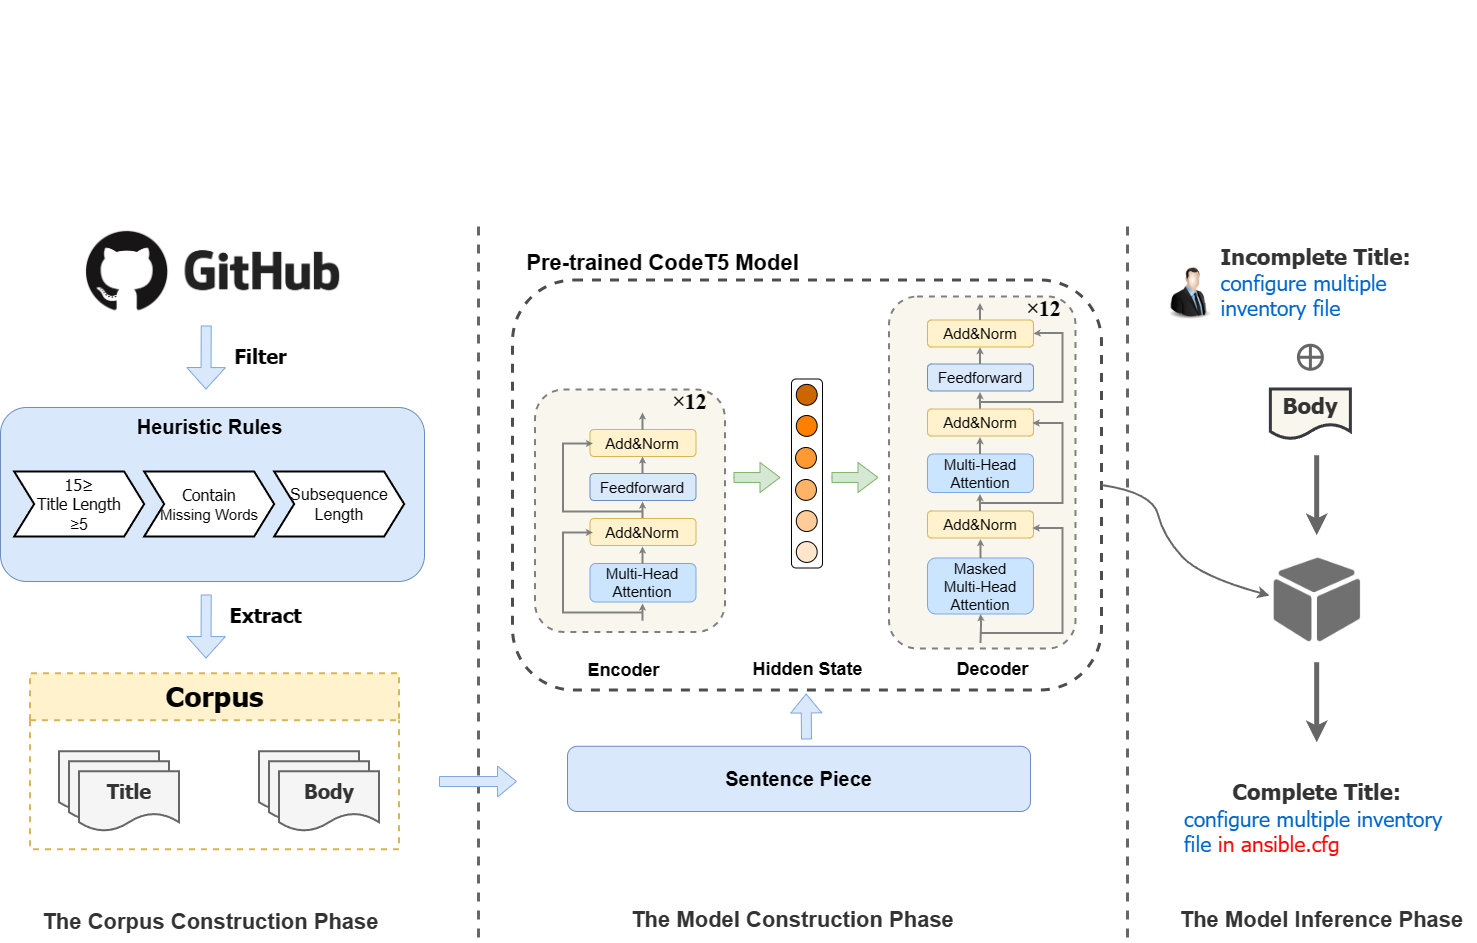 GitHub
Filter
Heuristic Rules
15≥
Title Length
≥5
Contain
Missing Words
Subsequence
Length
Extract
Corpus
Title
Body
The Corpus Construction Phase
Pre-trained CodeT5 Model
×12
Add&Norm
Feedforward
Add&Norm
Multi-Head
Attention
Encoder
Hidden State
×12
Add&Norm
Feedforward
Add&Norm
Multi-Head
Attention
Add&Norm
Masked
Multi-Head
Attention
Decoder
Sentence Piece
The Model Construction Phase
Incomplete Title:
configure multiple
inventory file
Body
Complete Title:
configure multiple inventory
file in ansible.cfg
The Model Inference Phase